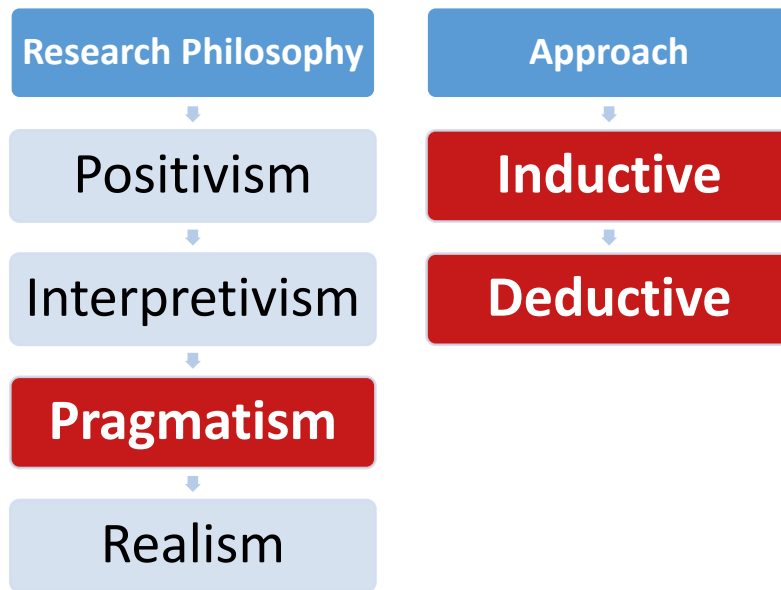 Research Philosophy
Positivism
Interpretivism
Pragmatism
Realism
Approach
Inductive
Deductive